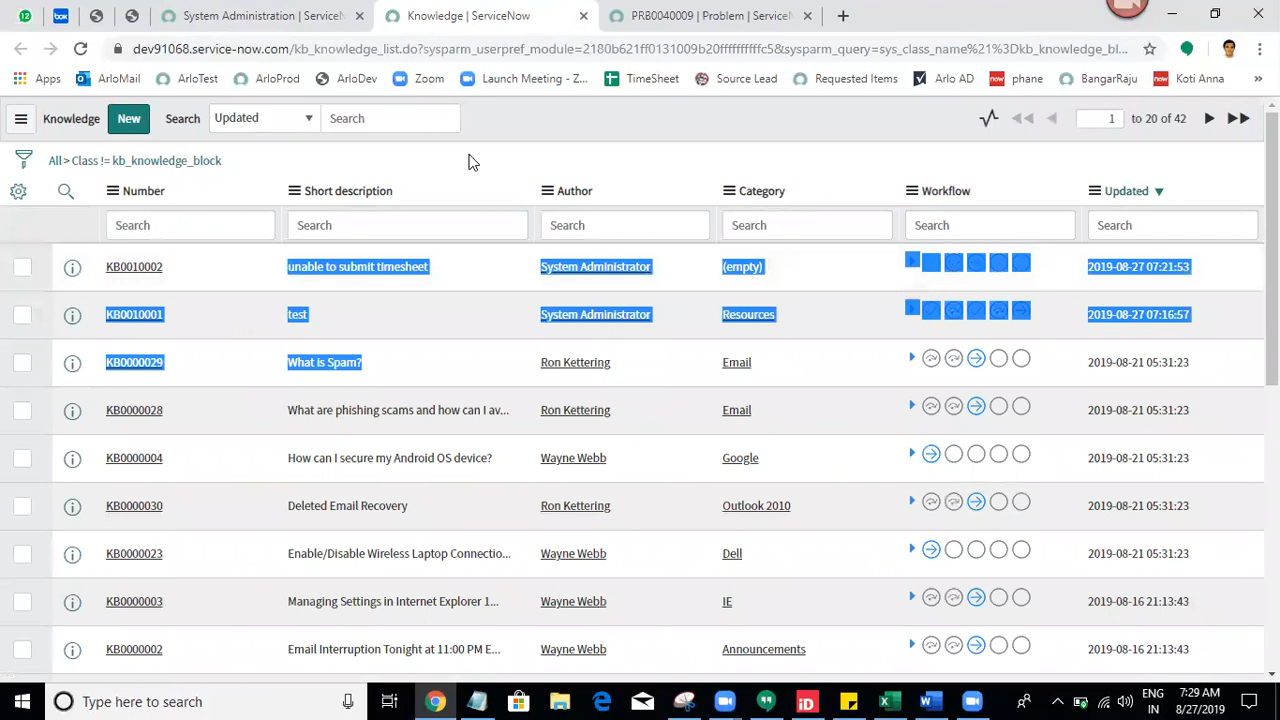 System Administration | ServiceN
Knowledge | ServiceNow
PRB0040009 | Problem | ServiceN
dev91068.service-now.com/kb_knowledge_list.do?sysparm_userpref_module=2180b621ff0131009b20ffffffffffc5&sysparm_query=sys_class_name%21%3Dkb_knowledge_bl...
Apps ArloMail ArloTest ArloProd ArloDev Zoom Launch Meeting - Z... TimeSheet Source Lead Requested Items Arlo AD now phane BangarRaju now Koti Anna
Knowledge New Search Updated Search 1 to 20 of 42
All > Class != kb_knowledge_block
Number Short description Author Category Workflow Updated
Search Search Search Search Search Search
KB0010002 unable to submit timesheet System Administrator (empty) 2019-08-27 07:21:53
KB0010001 test System Administrator Resources 2019-08-27 07:16:57
KB0000029 What is Spam? Ron Kettering Email 2019-08-21 05:31:23
KB0000028 What are phishing scams and how can I av... Ron Kettering Email 2019-08-21 05:31:23
KB0000004 How can I secure my Android OS device? Wayne Webb Google 2019-08-21 05:31:23
KB0000030 Deleted Email Recovery Ron Kettering Outlook 2010 2019-08-21 05:31:23
KB0000023 Enable/Disable Wireless Laptop Connectio... Wayne Webb Dell 2019-08-21 05:31:23
KB0000003 Managing Settings in Internet Explorer 1... Wayne Webb IE 2019-08-16 21:13:43
KB0000002 Email Interruption Tonight at 11:00 PM E... Wayne Webb Announcements 2019-08-16 21:13:43
Type here to search ENG 7:29 AM
IN 8/27/2019